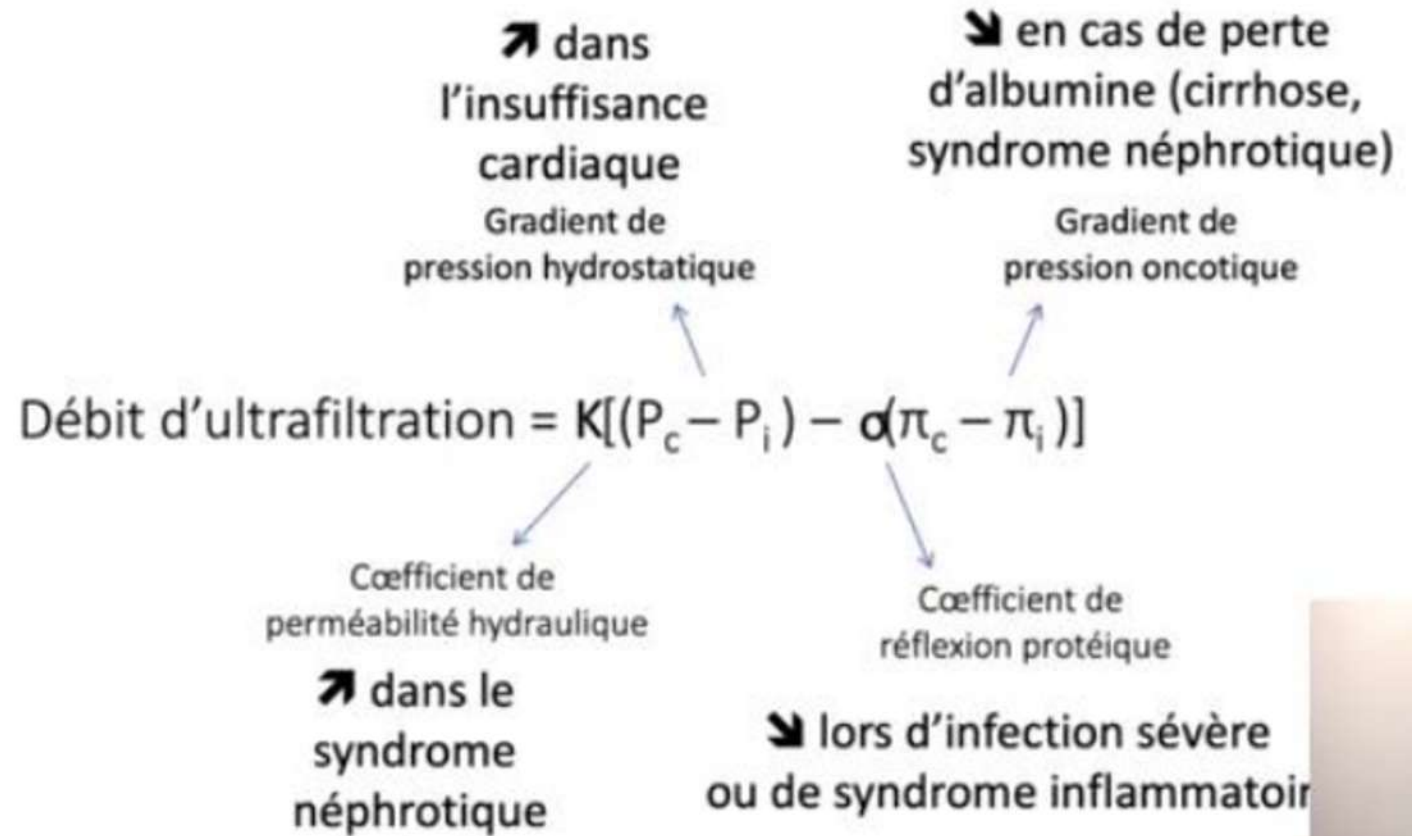 ↗ dans
l'insuffisance
cardiaque
Gradient de
pression hydrostatique
↘ en cas de perte
d'albumine (cirrhose,
syndrome néphrotique)
Gradient de
pression oncotique
Débit d'ultrafiltration = K[(Pc – Pi) – σ(πc – πi)]
Cœfficient de
perméabilité hydraulique
↗ dans le
syndrome
néphrotique
Cœfficient de
réflexion protéique
↘ lors d'infection sévère
ou de syndrome inflammatoir